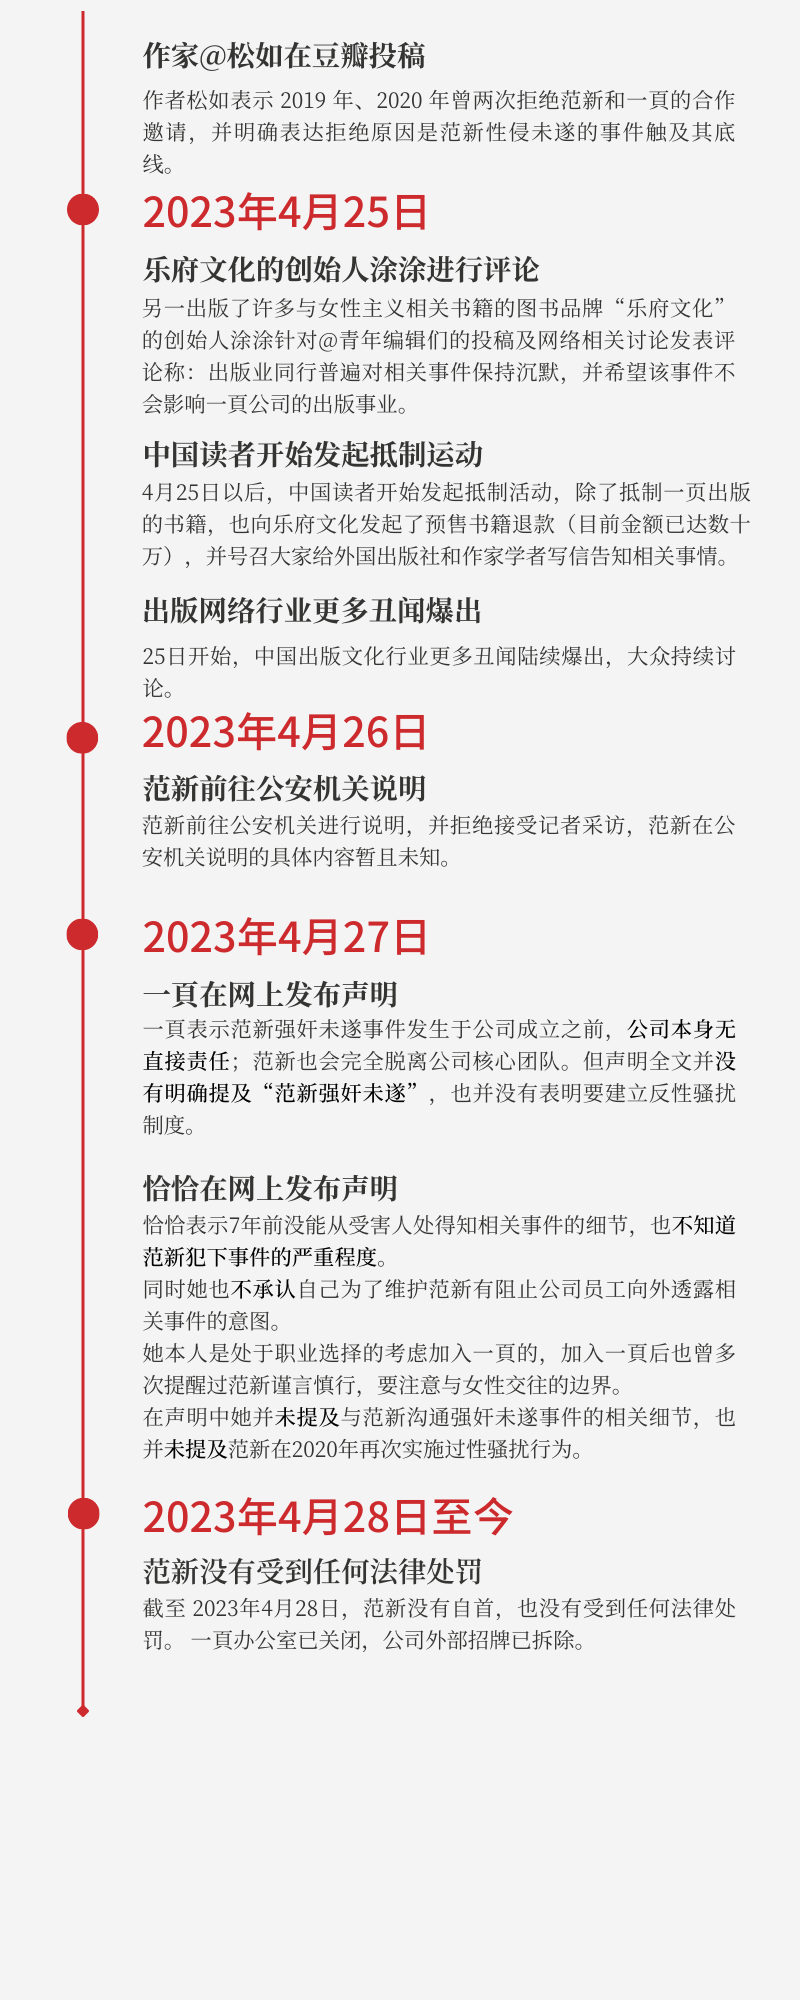 作家@松如在豆瓣投稿
作者松如表示 2019 年、2020 年曾两次拒绝范新和一頁的合作
邀请，并明确表达拒绝原因是范新性侵未遂的事件触及其底
线。
2023年4月25日
乐府文化的创始人涂涂进行评论
另一出版了许多与女性主义相关书籍的图书品牌“乐府文化”
的创始人涂涂针对@青年编辑们的投稿及网络相关讨论发表评
论称：出版业同行普遍对相关事件保持沉默，并希望该事件不
会影响一頁公司的出版事业。
中国读者开始发起抵制运动
4月25日以后，中国读者开始发起抵制活动，除了抵制一页出版
的书籍，也向乐府文化发起了预售书籍退款（目前金额已达数十
万），并号召大家给外国出版社和作家学者写信告知相关事情。
出版网络行业更多丑闻爆出
25日开始，中国出版文化行业更多丑闻陆续爆出，大众持续讨
论。
2023年4月26日
范新前往公安机关说明
范新前往公安机关进行说明，并拒绝接受记者采访，范新在公
安机关说明的具体内容暂且未知。
2023年4月27日
一頁在网上发布声明
一頁表示范新强奸未遂事件发生于公司成立之前，公司本身无
直接责任；范新也会完全脱离公司核心团队。但声明全文并没
有明确提及“范新强奸未遂”，也并没有表明要建立反性骚扰
制度。
恰恰在网上发布声明
恰恰表示7年前没能从受害人处得知相关事件的细节，也不知道
范新犯下事件的严重程度。
同时她也不承认自己为了维护范新有阻止公司员工向外透露相
关事件的意图。
她本人是处于职业选择的考虑加入一頁的，加入一頁后也曾多
次提醒过范新谨言慎行，要注意与女性交往的边界。
在声明中她并未提及与范新沟通强奸未遂事件的相关细节，也
并未提及范新在2020年再次实施过性骚扰行为。
2023年4月28日至今
范新没有受到任何法律处罚
截至 2023年4月28日，范新没有自首，也没有受到任何法律处
罚。 一頁办公室已关闭，公司外部招牌已拆除。